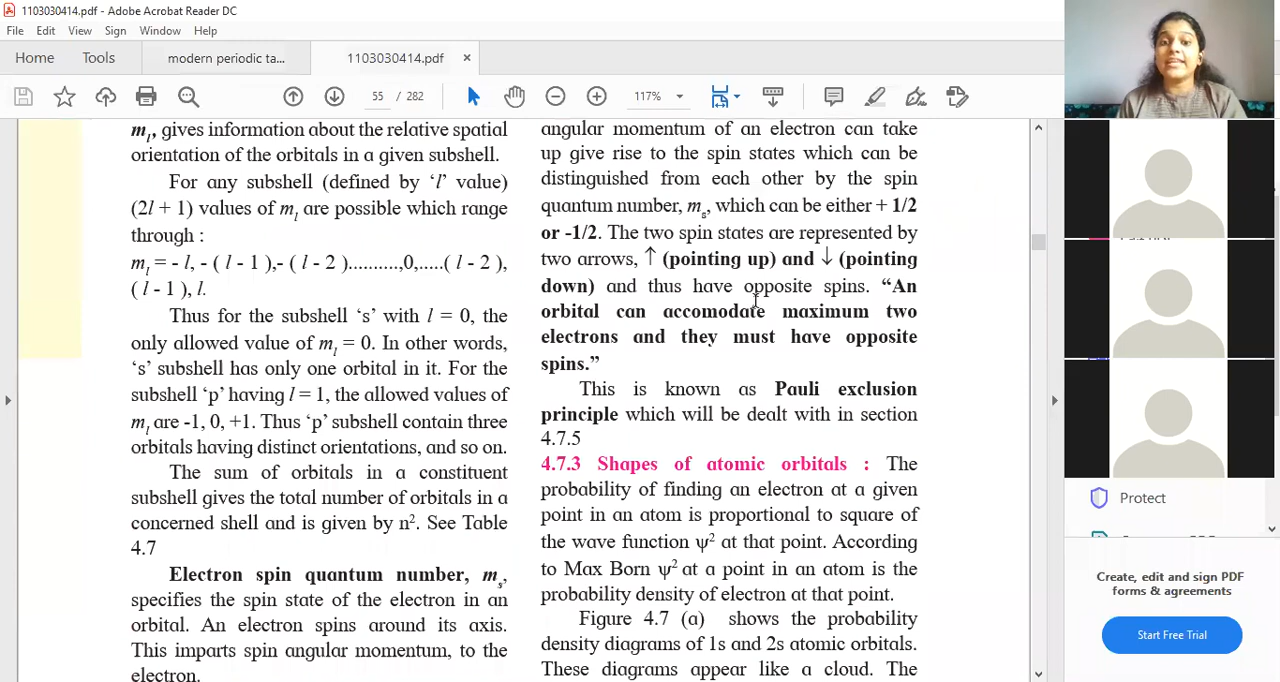 1103030414.pdf - Adobe Acrobat Reader DC
File Edit View Sign Window Help
Home Tools modern periodic ta... 1103030414.pdf ×
55 / 282 117%
mₗ, gives information about the relative spatial
orientation of the orbitals in a given subshell.
For any subshell (defined by ‘l’ value)
(2l + 1) values of mₗ are possible which range
through :
mₗ = - l, - ( l - 1 ),- ( l - 2 )..........,0,.....( l - 2 ),
( l - 1 ), l.
Thus for the subshell ‘s’ with l = 0, the
only allowed value of mₗ = 0. In other words,
‘s’ subshell has only one orbital in it. For the
subshell ‘p’ having l = 1, the allowed values of
mₗ are -1, 0, +1. Thus ‘p’ subshell contain three
orbitals having distinct orientations, and so on.
The sum of orbitals in a constituent
subshell gives the total number of orbitals in a
concerned shell and is given by n². See Table
4.7
Electron spin quantum number, mₛ,
specifies the spin state of the electron in an
orbital. An electron spins around its axis.
This imparts spin angular momentum, to the
electron.
angular momentum of an electron can take
up give rise to the spin states which can be
distinguished from each other by the spin
quantum number, mₛ, which can be either + 1/2
or -1/2. The two spin states are represented by
two arrows, ↑ (pointing up) and ↓ (pointing
down) and thus have opposite spins. “An
orbital can accomodate maximum two
electrons and they must have opposite
spins.”
This is known as Pauli exclusion
principle which will be dealt with in section
4.7.5
4.7.3 Shapes of atomic orbitals : The
probability of finding an electron at a given
point in an atom is proportional to square of
the wave function ψ² at that point. According
to Max Born ψ² at a point in an atom is the
probability density of electron at that point.
Figure 4.7 (a) shows the probability
density diagrams of 1s and 2s atomic orbitals.
These diagrams appear like a cloud. The
Protect
Create, edit and sign PDF
forms & agreements
Start Free Trial